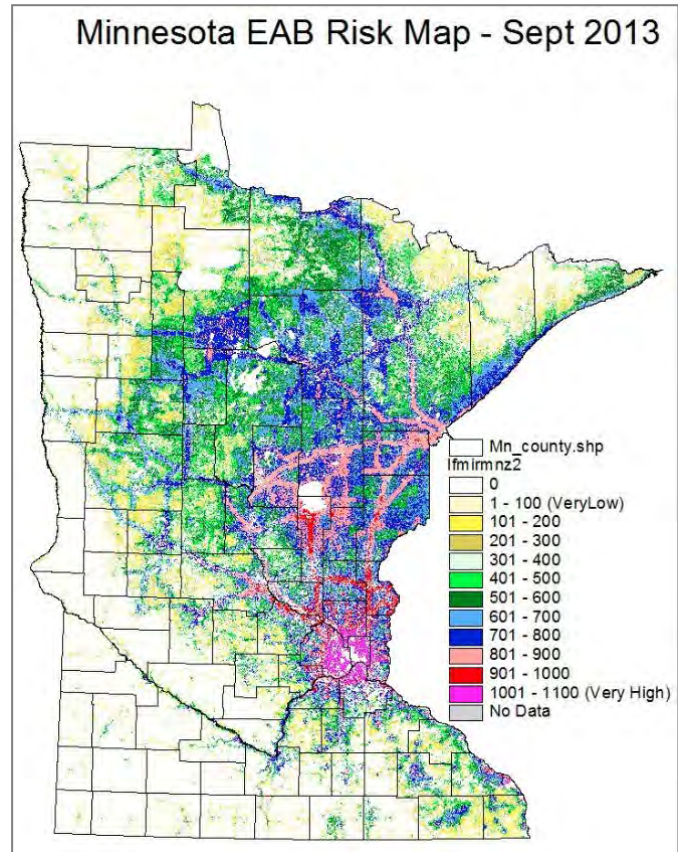 Minnesota EAB Risk Map - Sept 2013
Mn_county.shp
lfmirmnz2
0
1 - 100 (VeryLow)
101 - 200
201 - 300
301 - 400
401 - 500
501 - 600
601 - 700
701 - 800
801 - 900
901 - 1000
1001 - 1100 (Very High)
No Data